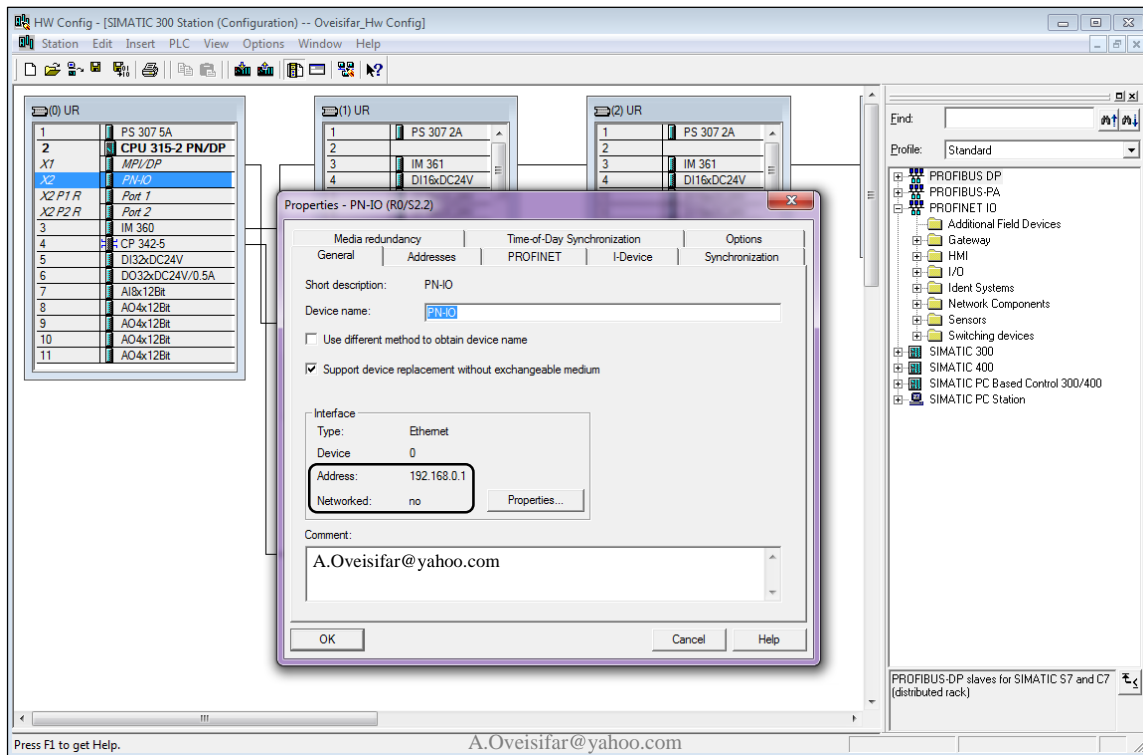 HW Config - [SIMATIC 300 Station (Configuration) -- Oveisifar_Hw Config]
Station Edit Insert PLC View Options Window Help
(0) UR
1 PS 307 5A
2 CPU 315-2 PN/DP
X1 MPI/DP
X2 PN-IO
X2 P1 R Port 1
X2 P2 R Port 2
3 IM 360
4 CP 342-5
5 DI32xDC24V
6 DO32xDC24V/0.5A
7 AI8x12Bit
8 AO4x12Bit
9 AO4x12Bit
10 AO4x12Bit
11 AO4x12Bit
(1) UR
1 PS 307 2A
2
3 IM 361
4 DI16xDC24V
(2) UR
1 PS 307 2A
2
3 IM 361
4 DI16xDC24V
Properties - PN-IO (R0/S2.2)
Media redundancy Time-of-Day Synchronization Options
General Addresses PROFINET I-Device Synchronization
Short description: PN-IO
Device name: PN-IO
Use different method to obtain device name
Support device replacement without exchangeable medium
Interface
Type: Ethernet
Device 0
Address: 192.168.0.1
Networked: no Properties...
Comment:
A.Oveisifar@yahoo.com
OK Cancel Help
Find:
Profile: Standard
PROFIBUS DP
PROFIBUS-PA
PROFINET IO
Additional Field Devices
Gateway
HMI
I/O
Ident Systems
Network Components
Sensors
Switching devices
SIMATIC 300
SIMATIC 400
SIMATIC PC Based Control 300/400
SIMATIC PC Station
PROFIBUS-DP slaves for SIMATIC S7 and C7
(distributed rack)
Press F1 to get Help.
A.Oveisifar@yahoo.com